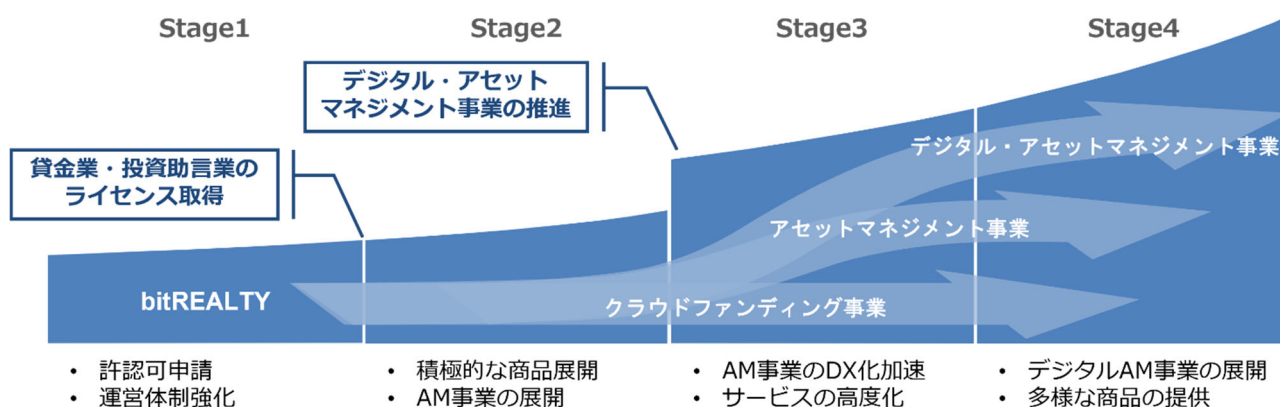 Stage1
Stage2
Stage3
Stage4
デジタル・アセット
マネジメント事業の推進
貸金業・投資助言業の
ライセンス取得
デジタル・アセットマネジメント事業
アセットマネジメント事業
bitREALTY
クラウドファンディング事業
• 許認可申請
• 運営体制強化
• 積極的な商品展開
• AM事業の展開
• AM事業のDX化加速
• サービスの高度化
• デジタルAM事業の展開
• 多様な商品の提供